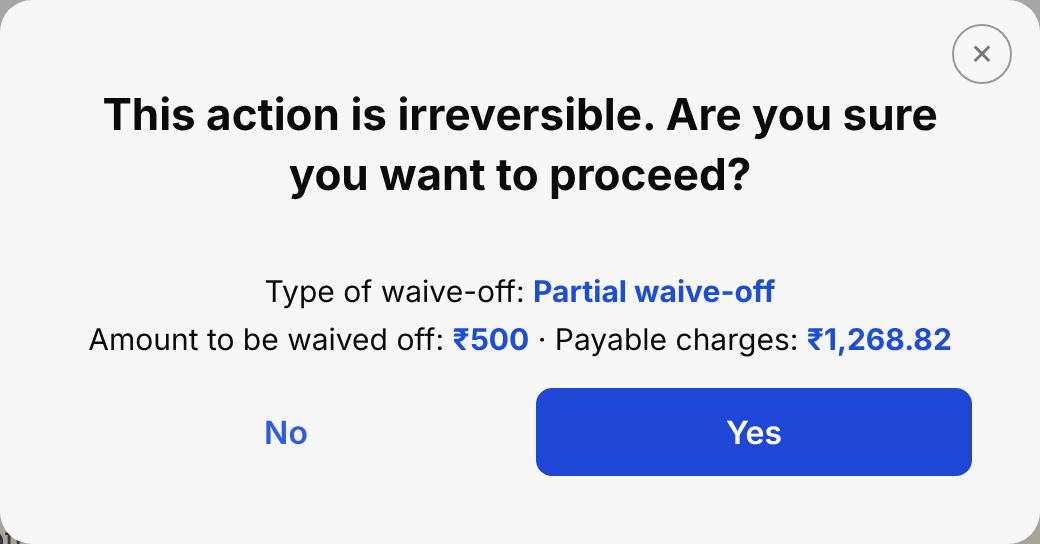 This action is irreversible. Are you sure
you want to proceed?
Type of waive-off: Partial waive-off
Amount to be waived off: ₹500 · Payable charges: ₹1,268.82
No
Yes